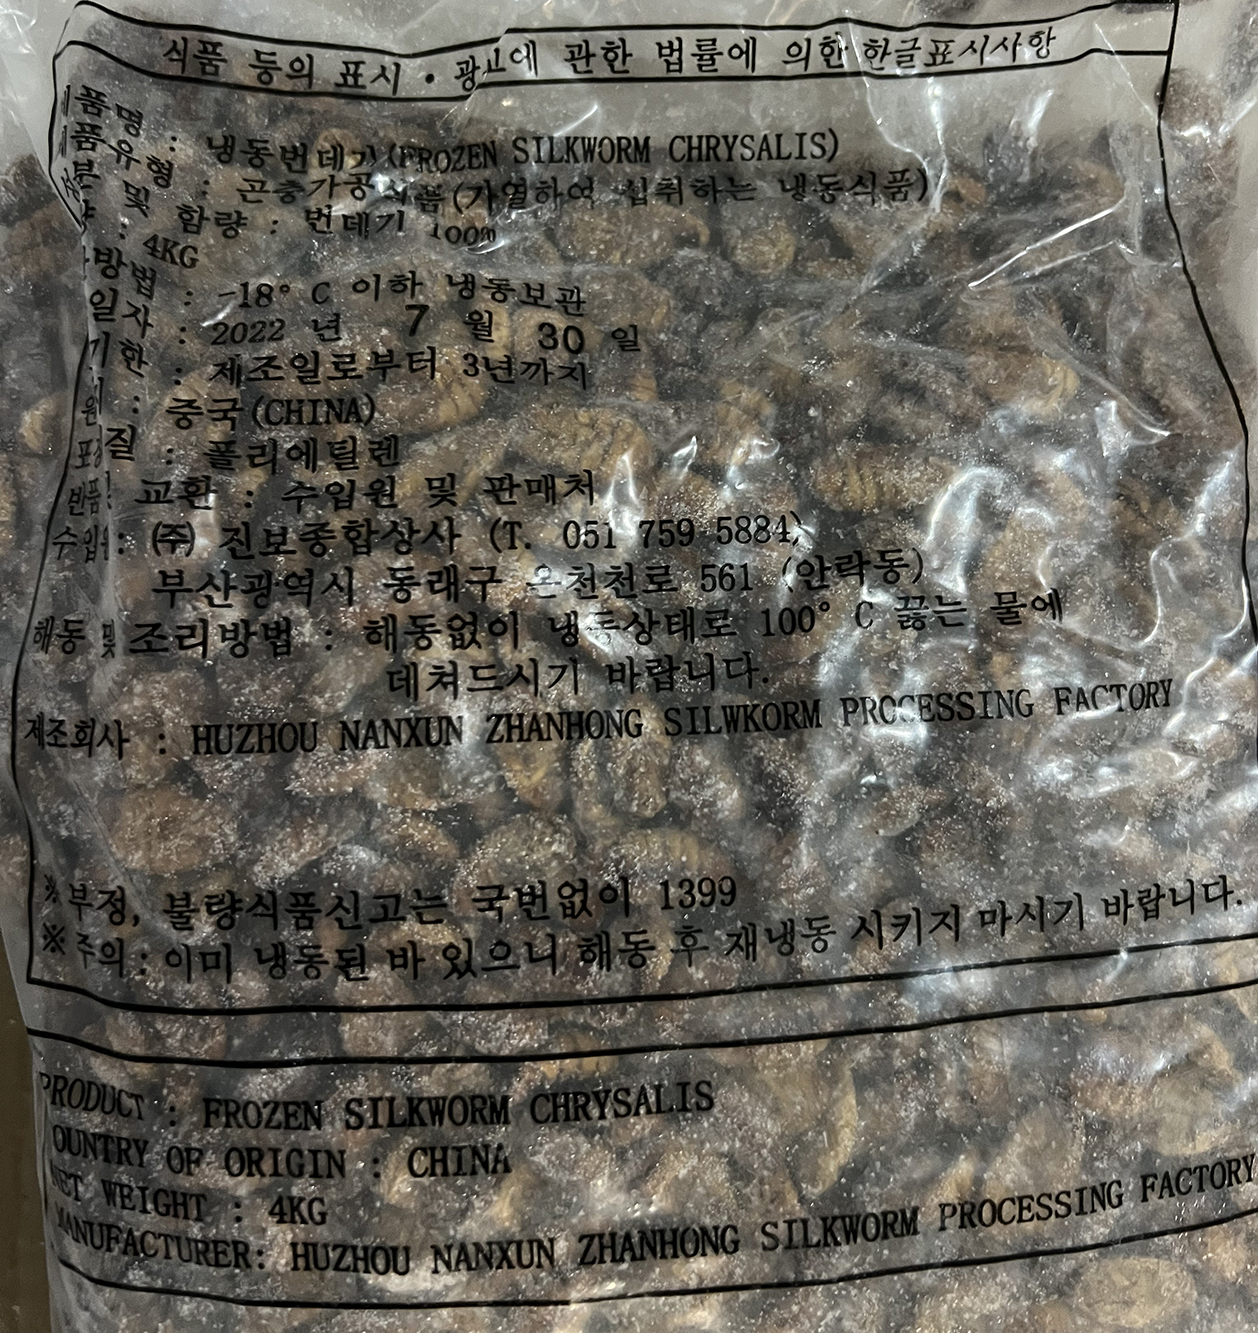 식품 등의 표시 · 광고에 관한 법률에 의한 한글표시사항
제품명 : 냉동번데기(FROZEN SILKWORM CHRYSALIS)
제품유형 : 곤충가공식품(가열하여 섭취하는 냉동식품)
및 함량 : 번데기 100%
: 4KG
방법 : -18° C 이하 냉동보관
일자 : 2022 년 7 월 30 일
기한 : 제조일로부터 3년까지
원 : 중국(CHINA)
질 : 폴리에틸렌
반품 교환 : 수입원 및 판매처
수입원: (주) 진보종합상사 (T. 051 759 5884)
부산광역시 동래구 온천천로 561 (안락동)
해동 및 조리방법 : 해동없이 냉동상태로 100° C 끓는 물에
데쳐드시기 바랍니다.
제조회사 : HUZHOU NANXUN ZHANHONG SILWKORM PROCESSING FACTORY
※ 부정, 불량식품신고는 국번없이 1399
※ 주의 : 이미 냉동된 바 있으니 해동 후 재냉동 시키지 마시기 바랍니다.
PRODUCT : FROZEN SILKWORM CHRYSALIS
OUNTRY OF ORIGIN : CHINA
NET WEIGHT : 4KG
MANUFACTURER: HUZHOU NANXUN ZHANHONG SILKWORM PROCESSING FACTORY